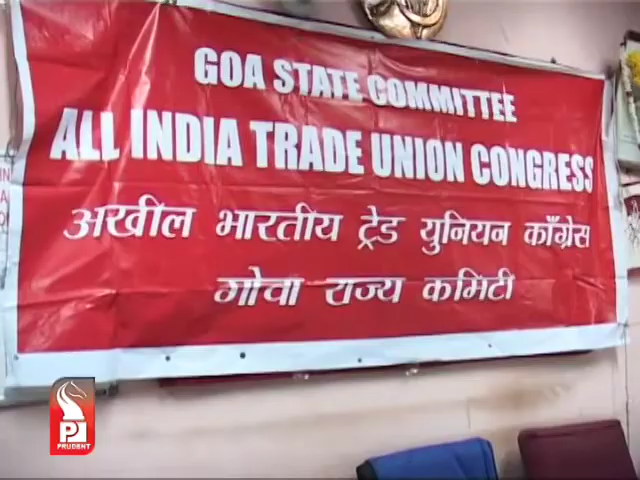 GOA STATE COMMITTEE
ALL INDIA TRADE UNION CONGRESS
अखील भारतीय ट्रेड युनियन काँग्रेस
गोवा राज्य कमिटी
PRUDENT